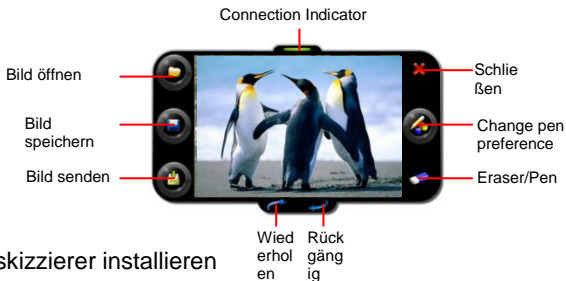 Connection Indicator
Bild öffnen
Schlie
ßen
Bild
speichern
Change pen
preference
Bild senden
Eraser/Pen
Wied
erhol
en
Rück
gäng
ig
skizzierer installieren